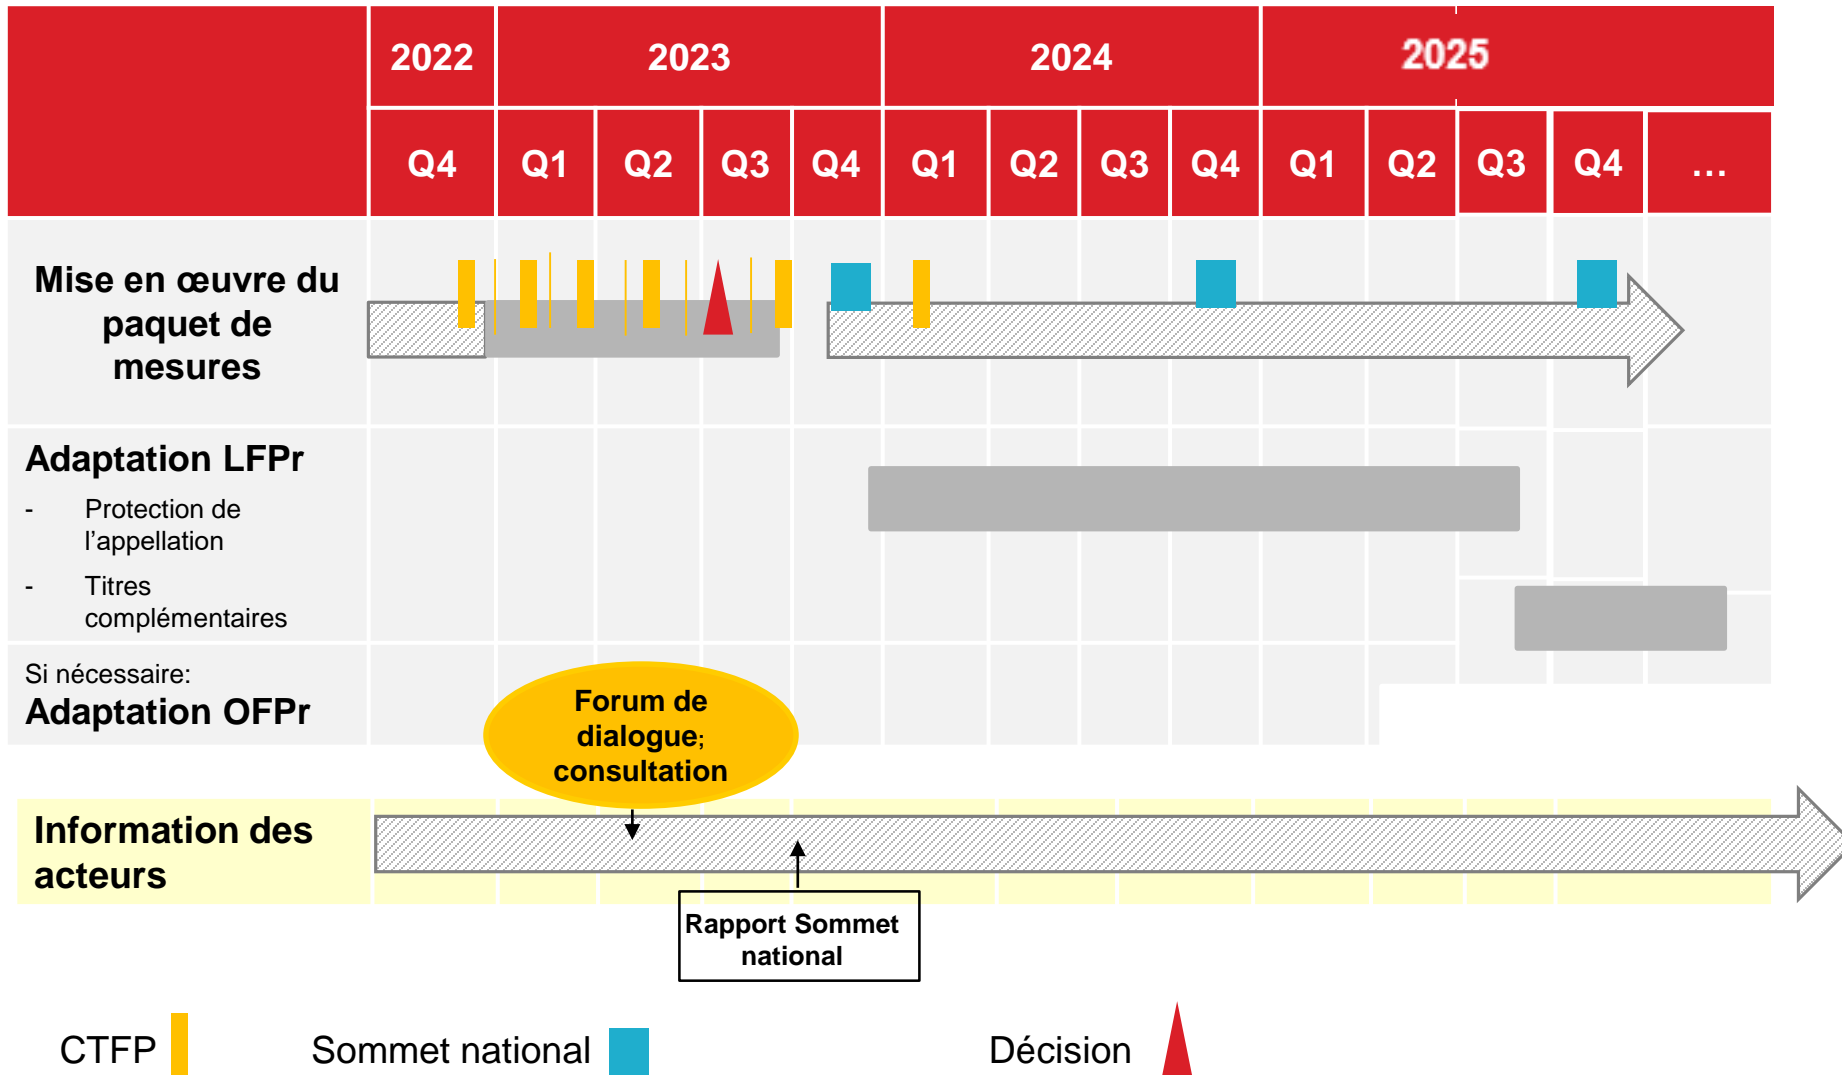 2022 2023 2024 2025
Q4 Q1 Q2 Q3 Q4 Q1 Q2 Q3 Q4 Q1 Q2 Q3 Q4 ...
Mise en œuvre du
paquet de
mesures
Adaptation LFPr
- Protection de
l’appellation
- Titres
complémentaires
Si nécessaire:
Adaptation OFPr
Forum de
dialogue;
consultation
Information des
acteurs
Rapport Sommet
national
CTFP Sommet national Décision